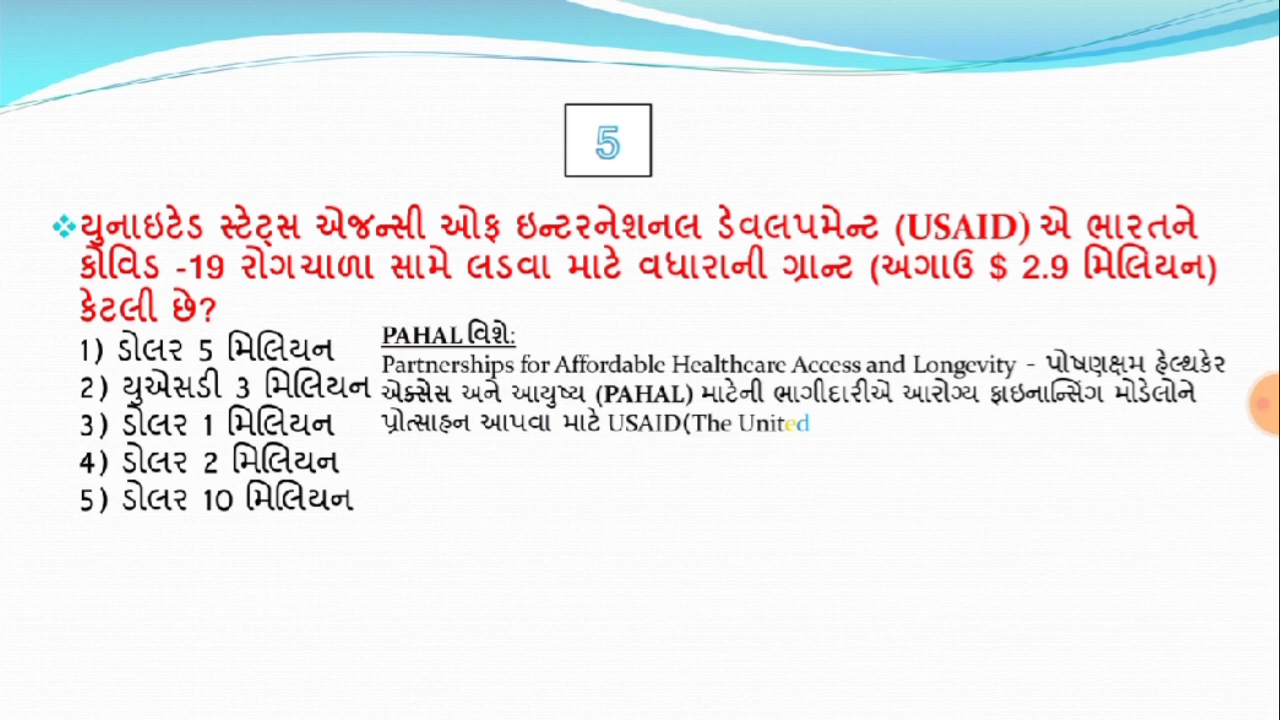 5
યુનાઇટેડ સ્ટેટ્સ એજન્સી ઓફ ઇન્ટરનેશનલ ડેવલપમેન્ટ (USAID) એ ભારતને
કોવિડ -19 રોગચાળા સામે લડવા માટે વધારાની ગ્રાન્ટ (અગાઉ $ 2.9 મિલિયન)
કેટલી છે?
1) ડોલર 5 મિલિયન
2) યુએસડી 3 મિલિયન
3) ડોલર 1 મિલિયન
4) ડોલર 2 મિલિયન
5) ડોલર 10 મિલિયન
PAHAL વિશે:
Partnerships for Affordable Healthcare Access and Longevity - પોષણક્ષમ હેલ્થકેર
એક્સેસ અને આયુષ્ય (PAHAL) માટેની ભાગીદારીએ આરોગ્ય ફાઇનાન્સિંગ મોડેલોને
પ્રોત્સાહન આપવા માટે USAID(The United